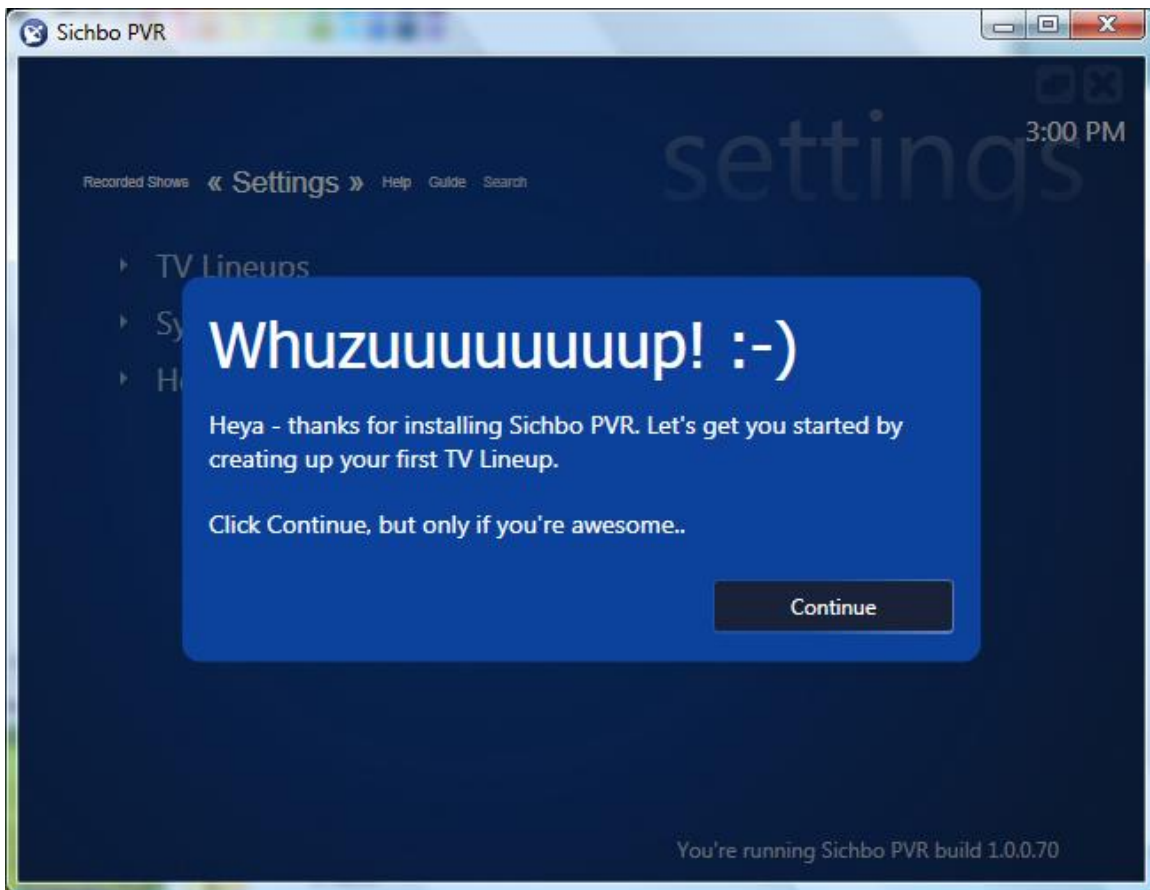 Sichbo PVR
settings
3:00 PM
Recorded Shows « Settings » Help Guide Search
TV Lineups
Sy
H
Whuzuuuuuuuup! :-)
Heya - thanks for installing Sichbo PVR. Let's get you started by
creating up your first TV Lineup.
Click Continue, but only if you're awesome..
Continue
You're running Sichbo PVR build 1.0.0.70